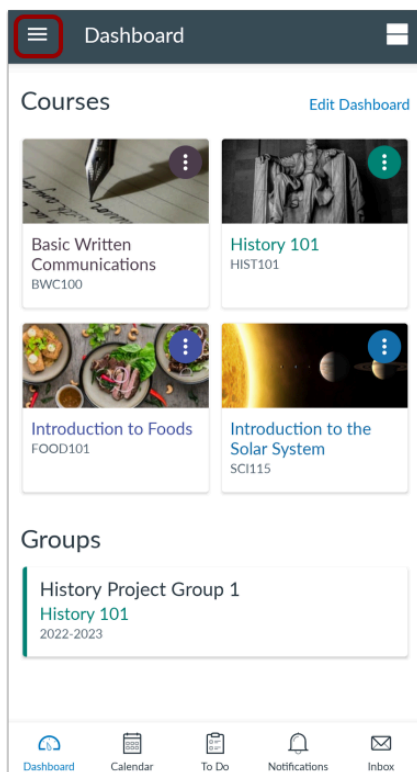 Dashboard
Courses
Edit Dashboard
Basic Written
Communications
BWC100
History 101
HIST101
Introduction to Foods
FOOD101
Introduction to the
Solar System
SCI115
Groups
History Project Group 1
History 101
2022-2023
Dashboard
Calendar
To Do
Notifications
Inbox